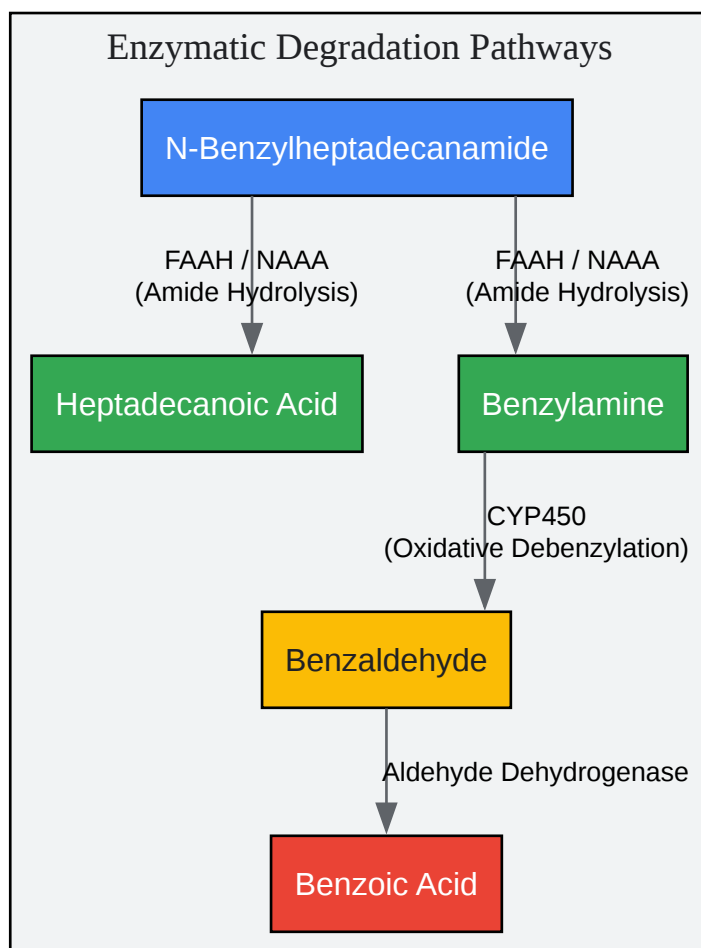 Enzymatic Degradation Pathways
N-Benzylheptadecanamide
FAAH / NAAA
(Amide Hydrolysis)
FAAH / NAAA
(Amide Hydrolysis)
Heptadecanoic Acid
Benzylamine
CYP450
(Oxidative Debenzylation)
Benzaldehyde
Aldehyde Dehydrogenase
Benzoic Acid